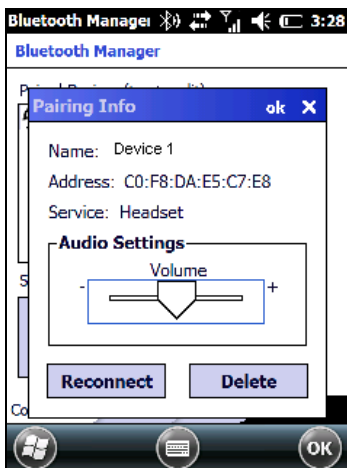 Bluetooth Manager 3:28
Bluetooth Manager
Pairing Info ok X
Name: Device 1
Address: C0:F8:DA:E5:C7:E8
Service: Headset
Audio Settings
Volume
- +
Reconnect Delete
Co
OK